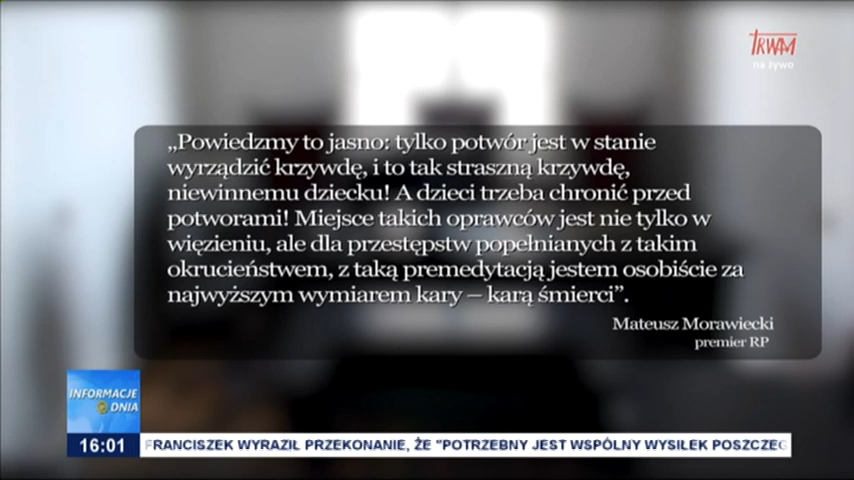 TRWAM
na żywo
„Powiedzmy to jasno: tylko potwór jest w stanie
wyrządzić krzywdę, i to tak straszną krzywdę,
niewinnemu dziecku! A dzieci trzeba chronić przed
potworami! Miejsce takich oprawców jest nie tylko w
więzieniu, ale dla przestępstw popełnianych z takim
okrucieństwem, z taką premedytacją jestem osobiście za
najwyższym wymiarem kary – karą śmierci”.
Mateusz Morawiecki
premier RP
INFORMACJE
DNIA
16:01
FRANCISZEK WYRAZIŁ PRZEKONANIE, ŻE "POTRZEBNY JEST WSPÓLNY WYSIŁEK POSZCZEG